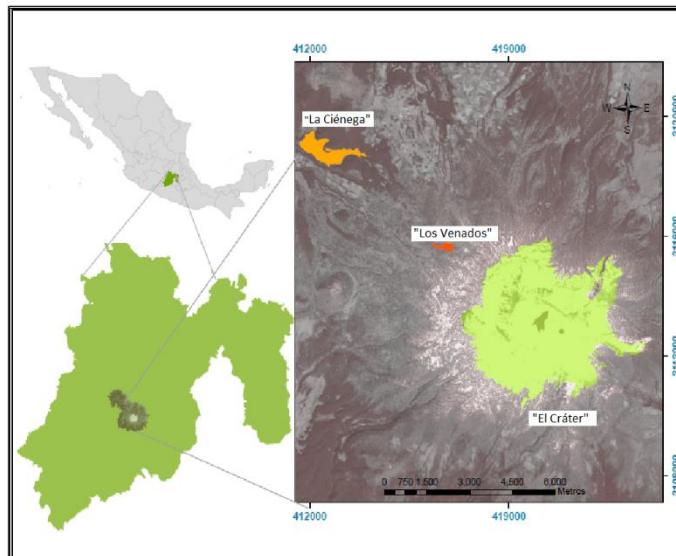 412000 419000
N
W E
S
"La Ciénega"
"Los Venados"
"El Cráter"
0 750 1,500 3,000 4,500 6,000
Metros
412000 419000